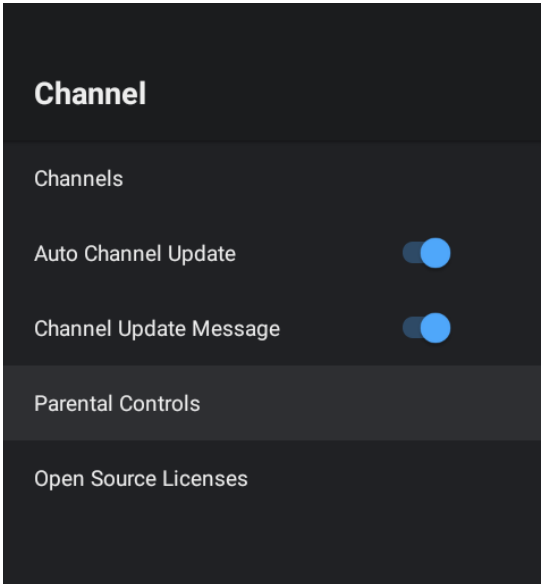 Channel
Channels
Auto Channel Update
Channel Update Message
Parental Controls
Open Source Licenses